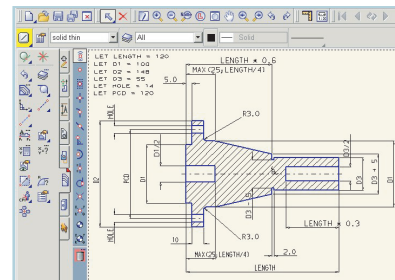 solid thin
All
Solid
LET LENGTH = 120
LET D1 = 100
LET D2 = 148
LET D3 = 55
LET HOLE = 14
LET PCD = 120
LENGTH * 0.6
MAX(25,LENGTH/4)
5.0
R3.0
HOLE
D2
PCD
D1
D1/2
D3/2
D3
D3 + 5
D1
D3 - 5
LENGTH * 0.3
HOLE
10
R3.0
2.0
MAX(25,LENGTH/4)
LENGTH